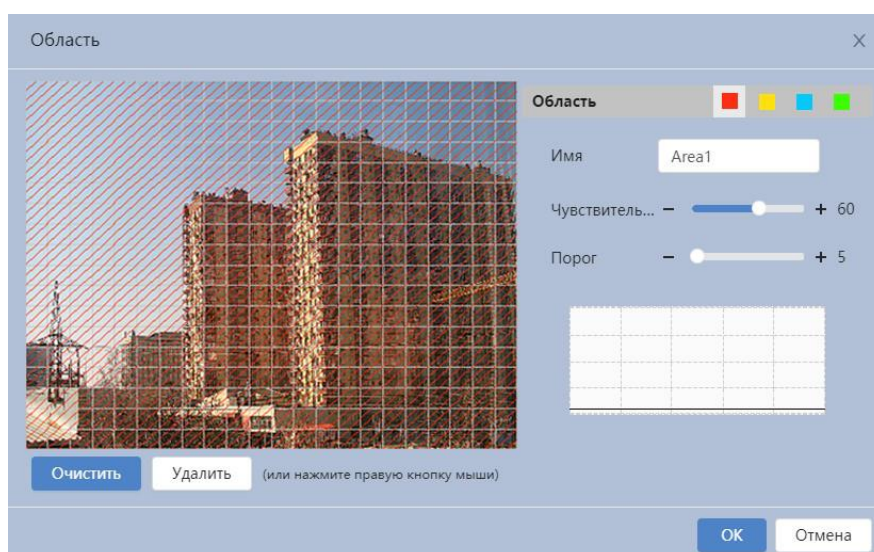 Область
Область
Имя
Area1
Чувствитель... 60
Порог 5
Очистить
Удалить
(или нажмите правую кнопку мыши)
OK
Отмена